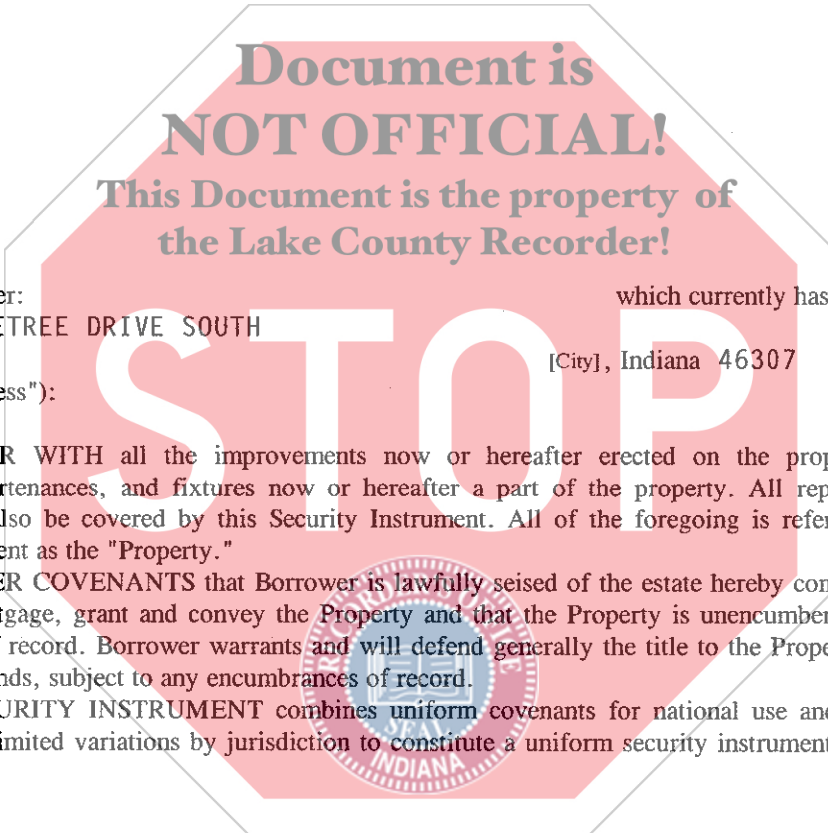 Document is
NOT OFFICIAL!
This Document is the property of
the Lake County Recorder!
er: which currently has
ETREE DRIVE SOUTH
[City], Indiana 46307
ess"):
STOP
R WITH all the improvements now or hereafter erected on the prop
rtenances, and fixtures now or hereafter a part of the property. All rep
lso be covered by this Security Instrument. All of the foregoing is refer
ent as the "Property."
ER COVENANTS that Borrower is lawfully seised of the estate hereby con
tgage, grant and convey the Property and that the Property is unencumber
f record. Borrower warrants and will defend generally the title to the Prope
nds, subject to any encumbrances of record.
URITY INSTRUMENT combines uniform covenants for national use and
imited variations by jurisdiction to constitute a uniform security instrument
SEAL
INDIANA